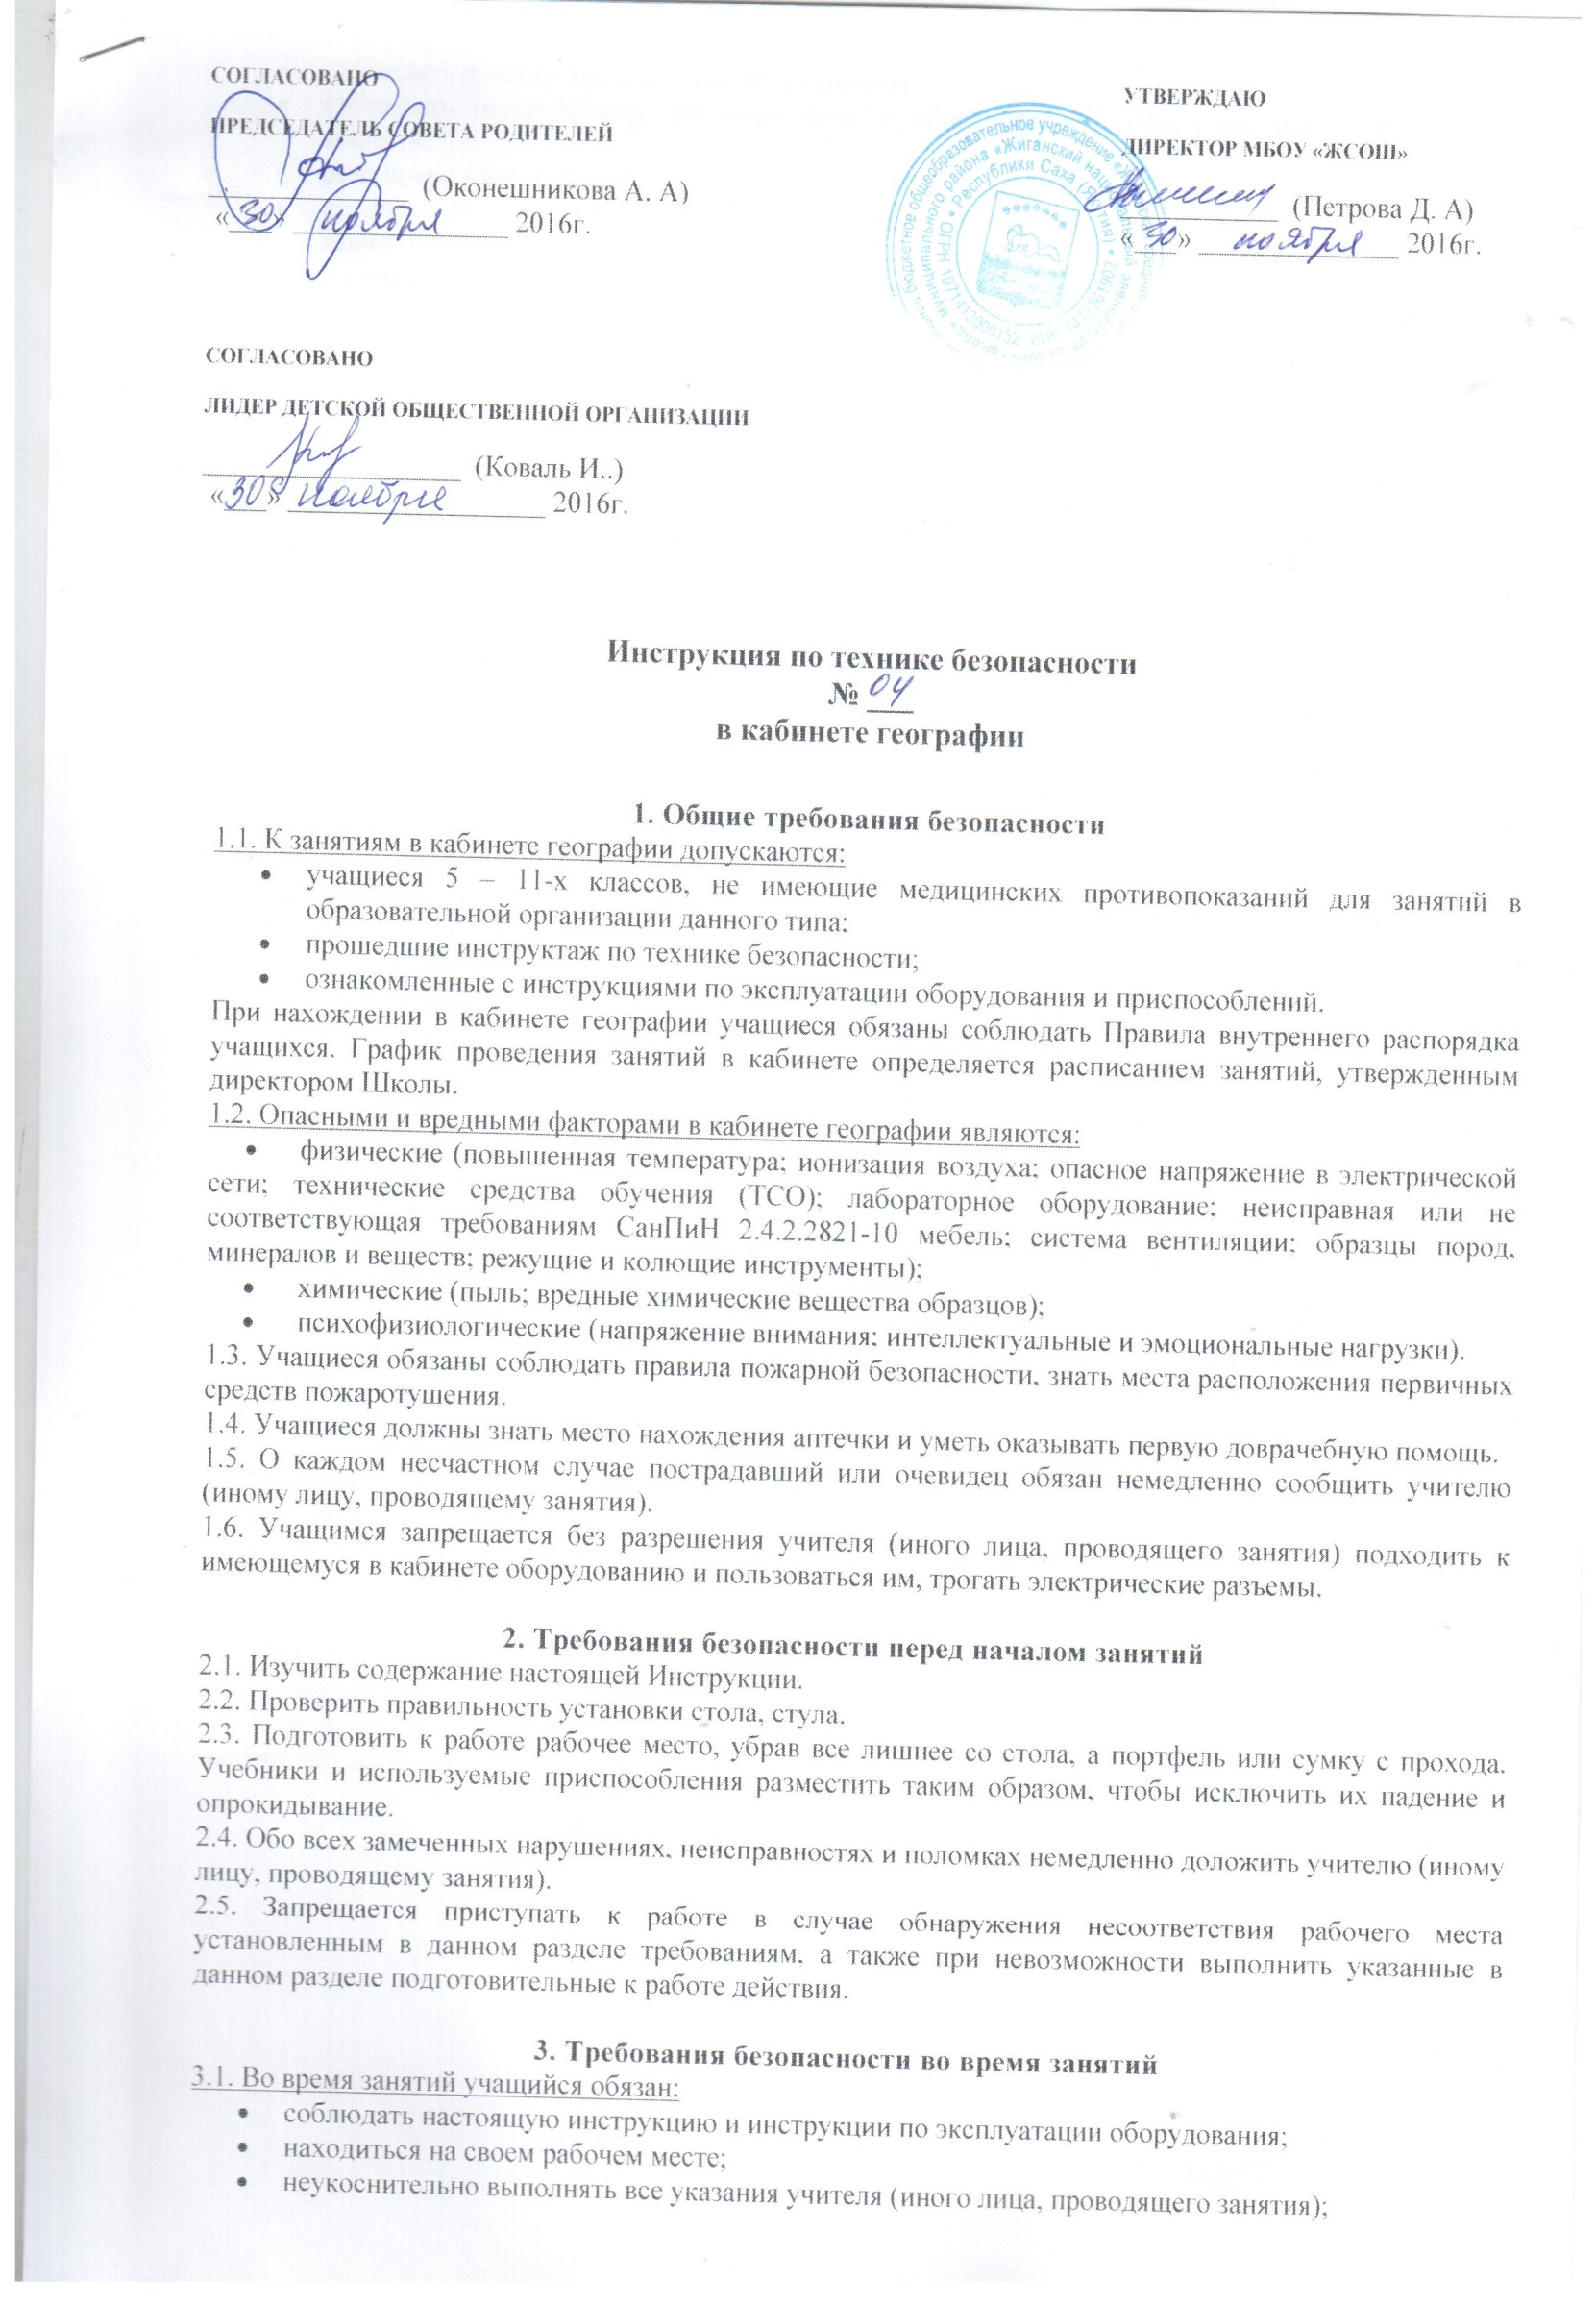 СОГЛАСОВАНО
ПРЕДСЕДАТЕЛЬ СОВЕТА РОДИТЕЛЕЙ
(Оконешникова А. А)
«30» ноября 2016г.
УТВЕРЖДАЮ
ДИРЕКТОР МБОУ «ЖСОШ»
(Петрова Д. А)
«30» ноября 2016г.
СОГЛАСОВАНО
ЛИДЕР ДЕТСКОЙ ОБЩЕСТВЕННОЙ ОРГАНИЗАЦИИ
(Коваль И..)
«30» ноября 2016г.
Инструкция по технике безопасности
№ 04
в кабинете географии
1. Общие требования безопасности
1.1. К занятиям в кабинете географии допускаются:
• учащиеся 5 – 11-х классов, не имеющие медицинских противопоказаний для занятий в
образовательной организации данного типа;
• прошедшие инструктаж по технике безопасности;
• ознакомленные с инструкциями по эксплуатации оборудования и приспособлений.
При нахождении в кабинете географии учащиеся обязаны соблюдать Правила внутреннего распорядка
учащихся. График проведения занятий в кабинете определяется расписанием занятий, утвержденным
директором Школы.
1.2. Опасными и вредными факторами в кабинете географии являются:
• физические (повышенная температура; ионизация воздуха; опасное напряжение в электрической
сети; технические средства обучения (ТСО); лабораторное оборудование; неисправная или не
соответствующая требованиям СанПиН 2.4.2.2821-10 мебель; система вентиляции; образцы пород,
минералов и веществ; режущие и колющие инструменты);
• химические (пыль; вредные химические вещества образцов);
• психофизиологические (напряжение внимания; интеллектуальные и эмоциональные нагрузки).
1.3. Учащиеся обязаны соблюдать правила пожарной безопасности, знать места расположения первичных
средств пожаротушения.
1.4. Учащиеся должны знать место нахождения аптечки и уметь оказывать первую доврачебную помощь.
1.5. О каждом несчастном случае пострадавший или очевидец обязан немедленно сообщить учителю
(иному лицу, проводящему занятия).
1.6. Учащимся запрещается без разрешения учителя (иного лица, проводящего занятия) подходить к
имеющемуся в кабинете оборудованию и пользоваться им, трогать электрические разъемы.
2. Требования безопасности перед началом занятий
2.1. Изучить содержание настоящей Инструкции.
2.2. Проверить правильность установки стола, стула.
2.3. Подготовить к работе рабочее место, убрав все лишнее со стола, а портфель или сумку с прохода.
Учебники и используемые приспособления разместить таким образом, чтобы исключить их падение и
опрокидывание.
2.4. Обо всех замеченных нарушениях, неисправностях и поломках немедленно доложить учителю (иному
лицу, проводящему занятия).
2.5. Запрещается приступать к работе в случае обнаружения несоответствия рабочего места
установленным в данном разделе требованиям, а также при невозможности выполнить указанные в
данном разделе подготовительные к работе действия.
3. Требования безопасности во время занятий
3.1. Во время занятий учащийся обязан:
• соблюдать настоящую инструкцию и инструкции по эксплуатации оборудования;
• находиться на своем рабочем месте;
• неукоснительно выполнять все указания учителя (иного лица, проводящего занятия);